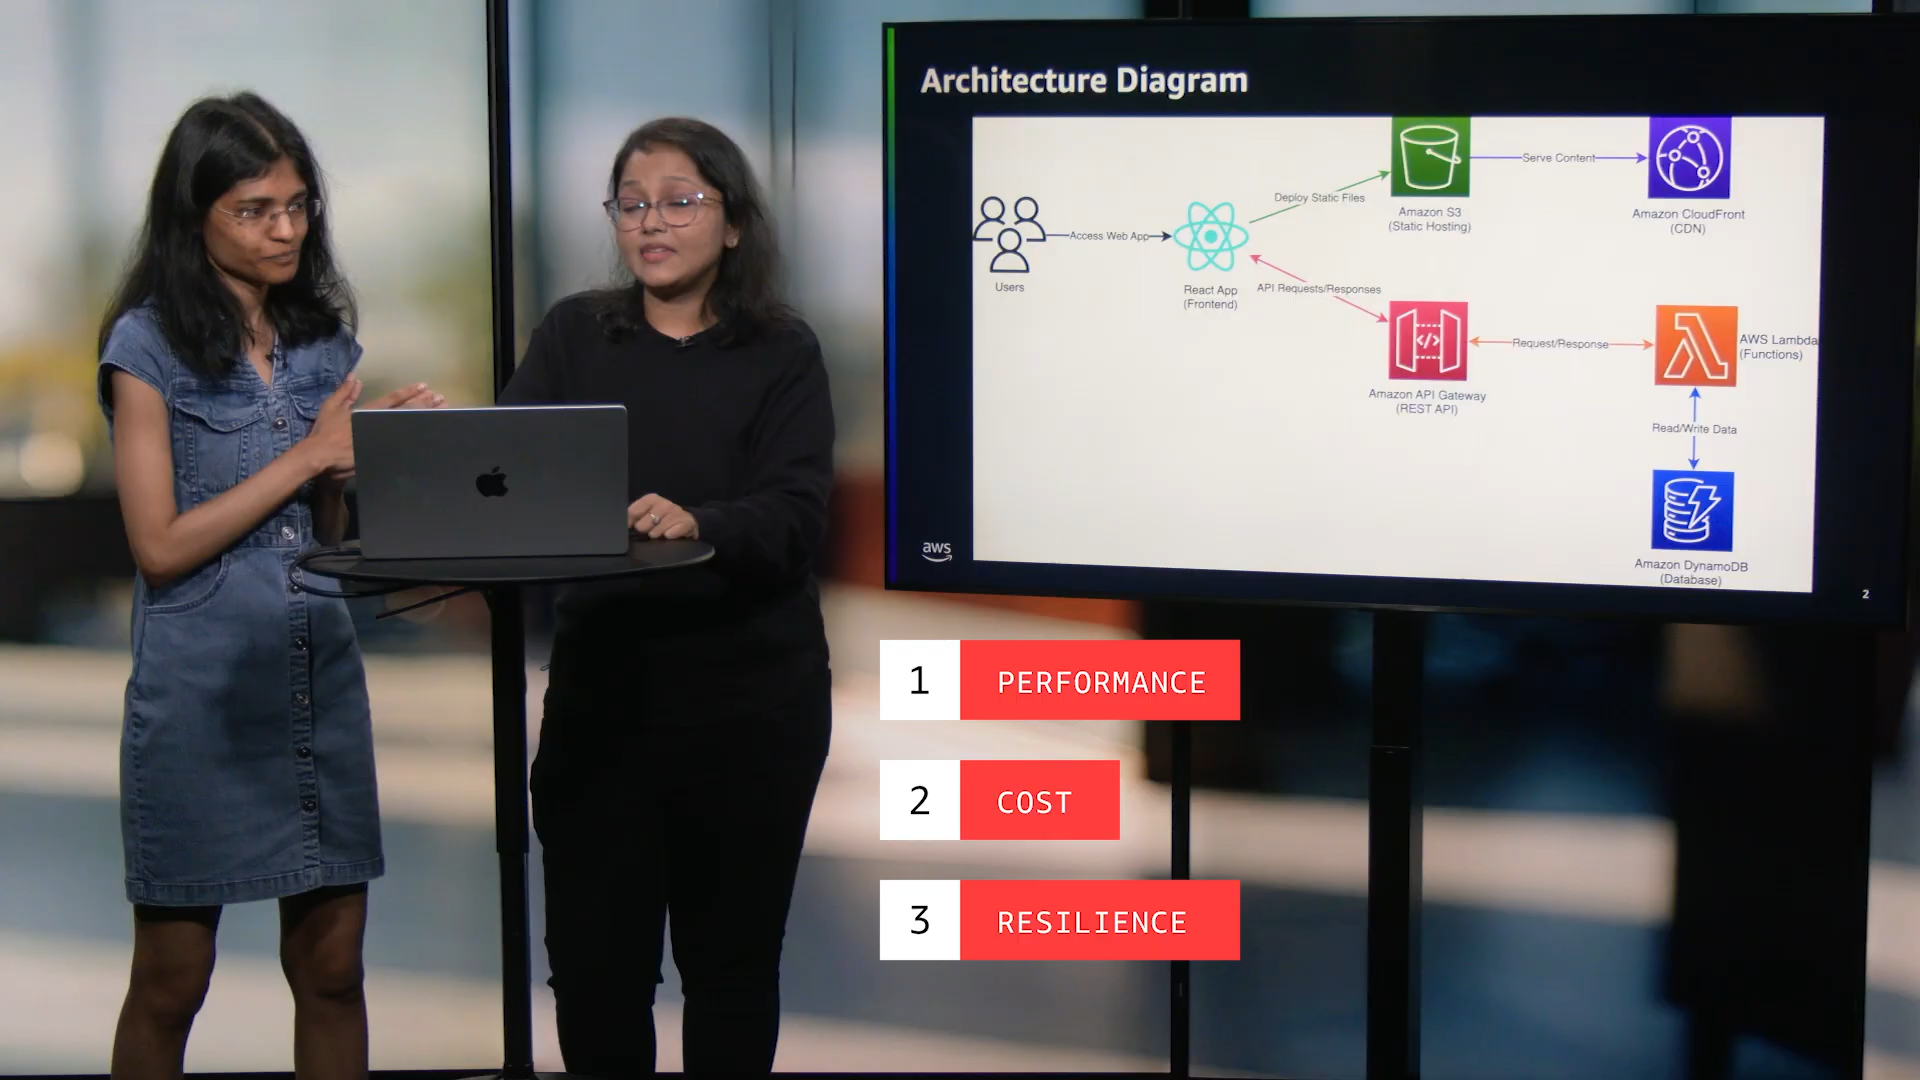 Architecture Diagram
Serve Content
Deploy Static Files
Amazon S3
(Static Hosting)
Amazon CloudFront
(CDN)
Access Web App
Users
React App
(Frontend)
API Requests/Responses
Request/Response
AWS Lambda
(Functions)
Amazon API Gateway
(REST API)
Read/Write Data
Amazon DynamoDB
(Database)
aws
2
1 PERFORMANCE
2 COST
3 RESILIENCE